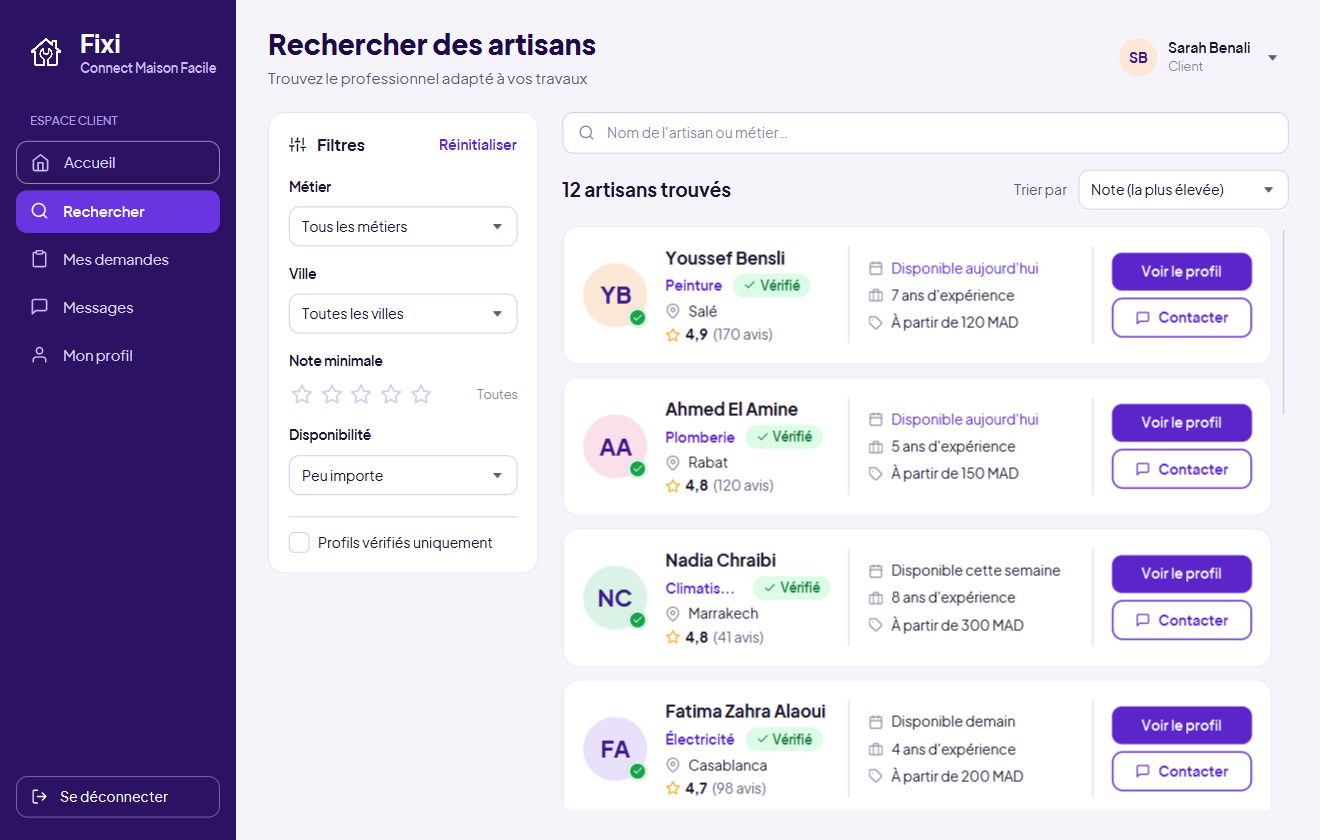 Fixi
Connect Maison Facile
ESPACE CLIENT
Accueil
Rechercher
Mes demandes
Messages
Mon profil
Se déconnecter
Rechercher des artisans
Trouvez le professionnel adapté à vos travaux
SB
Sarah Benali
Client
Filtres
Réinitialiser
Métier
Tous les métiers
Ville
Toutes les villes
Note minimale
Toutes
Disponibilité
Peu importe
Profils vérifiés uniquement
Nom de l'artisan ou métier...
12 artisans trouvés
Trier par
Note (la plus élevée)
YB
Youssef Bensli
Peinture
Vérifié
Salé
4,9 (170 avis)
Disponible aujourd'hui
7 ans d'expérience
À partir de 120 MAD
Voir le profil
Contacter
AA
Ahmed El Amine
Plomberie
Vérifié
Rabat
4,8 (120 avis)
Disponible aujourd'hui
5 ans d'expérience
À partir de 150 MAD
Voir le profil
Contacter
NC
Nadia Chraibi
Climatis...
Vérifié
Marrakech
4,8 (41 avis)
Disponible cette semaine
8 ans d'expérience
À partir de 300 MAD
Voir le profil
Contacter
FA
Fatima Zahra Alaoui
Électricité
Vérifié
Casablanca
4,7 (98 avis)
Disponible demain
4 ans d'expérience
À partir de 200 MAD
Voir le profil
Contacter